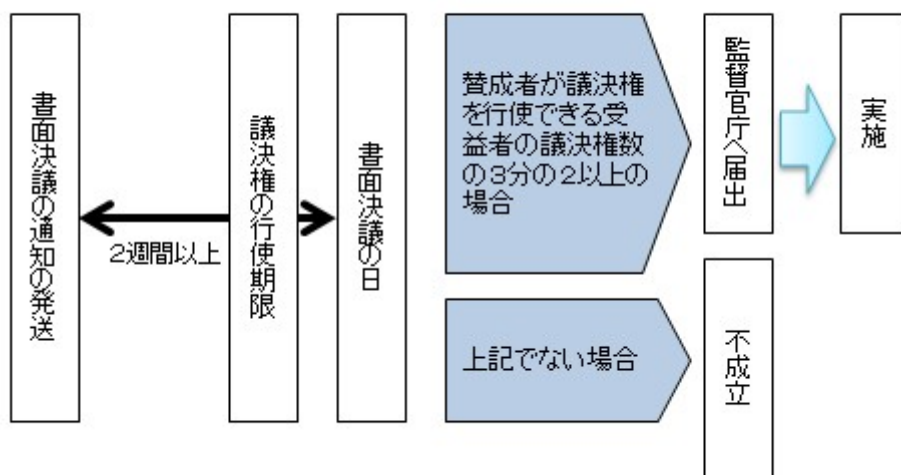 書面決議の通知の発送
2週間以上
議決権の行使期限
書面決議の日
賛成者が議決権
を行使できる受
益者の議決権数
の3分の2以上の
場合
監督官庁へ届出
実施
上記でない場合
不成立